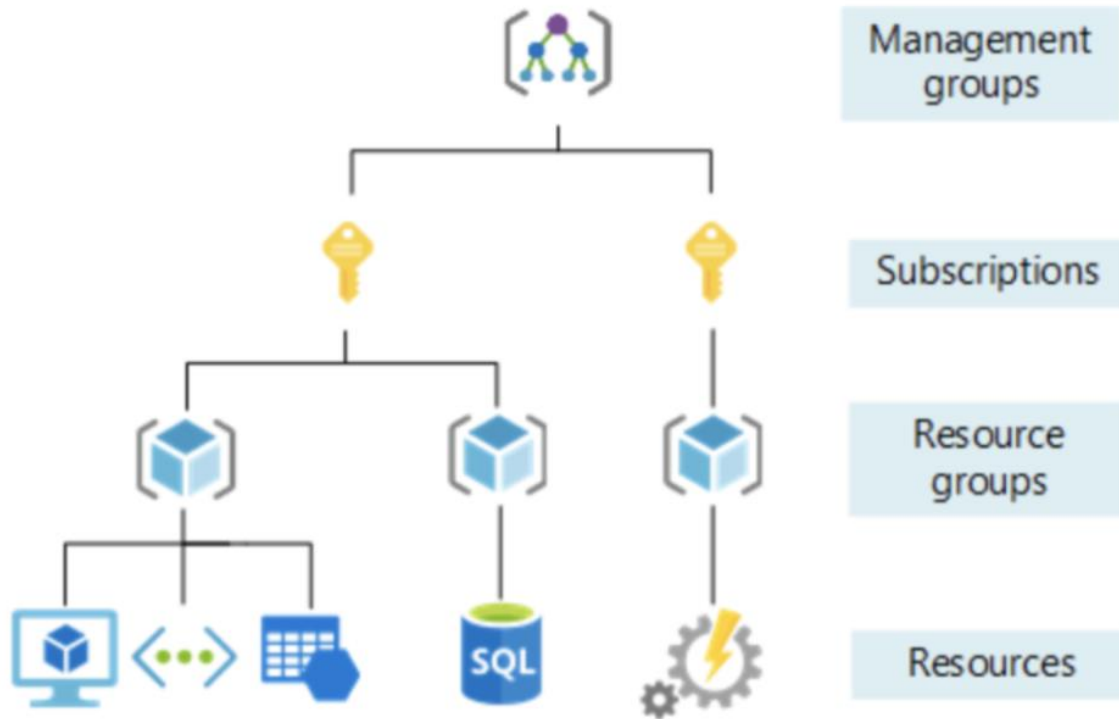 Management
groups
Subscriptions
Resource
groups
SQL
Resources